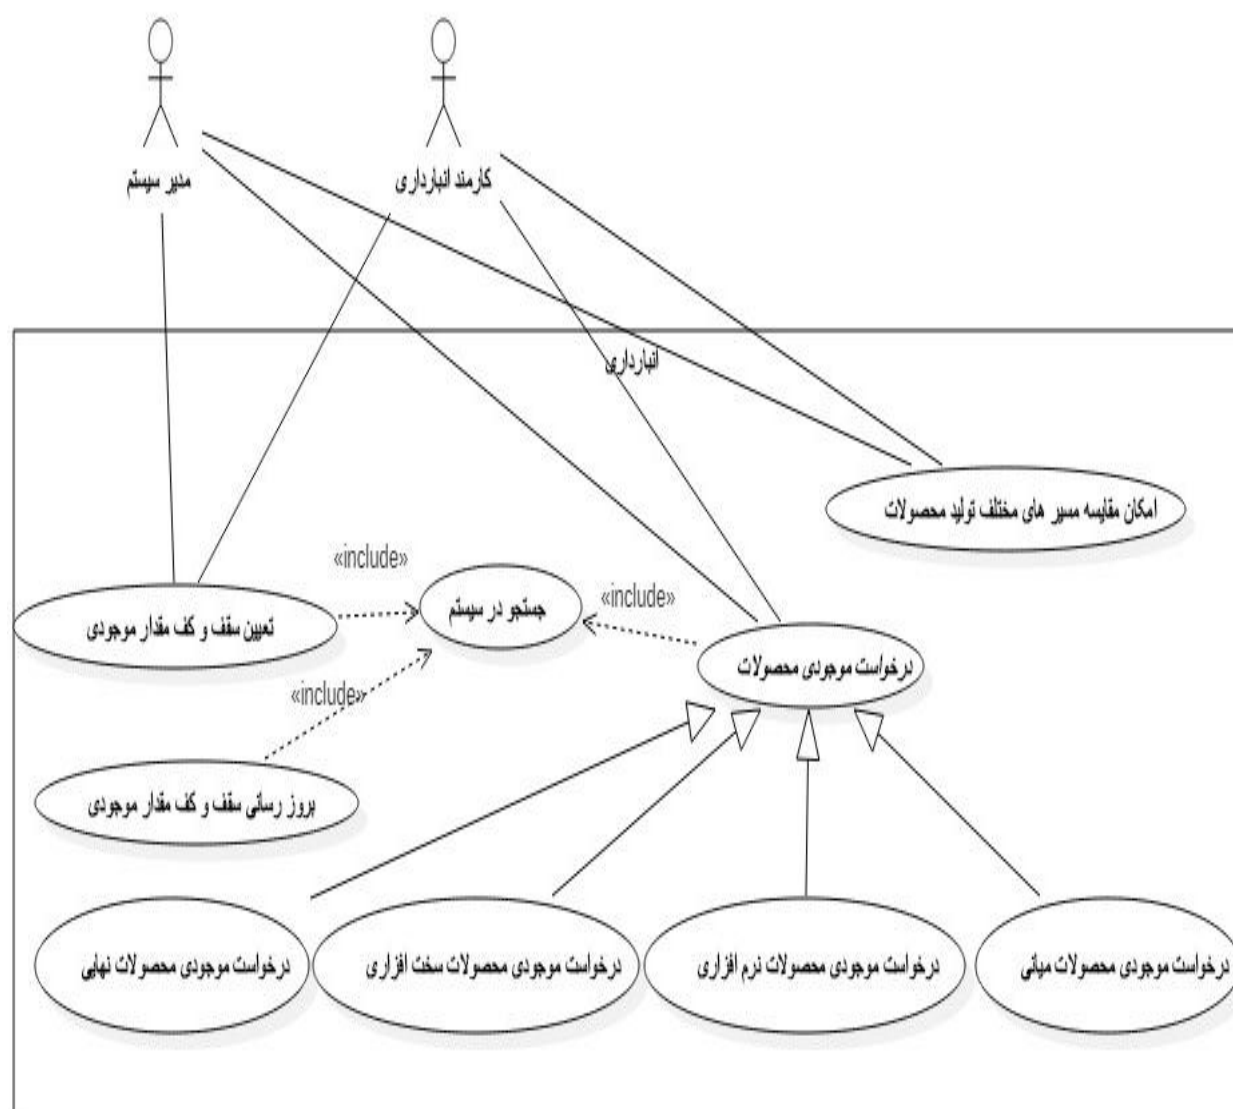 مدیر سیستم
کارمند انبارداری
انبارداری
امکان مقایسه مسیر های مختلف تولید محصولات
«include»
«include»
تعیین سقف و کف مقدار موجودی
جستجو در سیستم
درخواست موجودی محصولات
«include»
بروز رسانی سقف و کف مقدار موجودی
درخواست موجودی محصولات نهایی
درخواست موجودی محصولات سخت افزاری
درخواست موجودی محصولات نرم افزاری
درخواست موجودی محصولات میانی